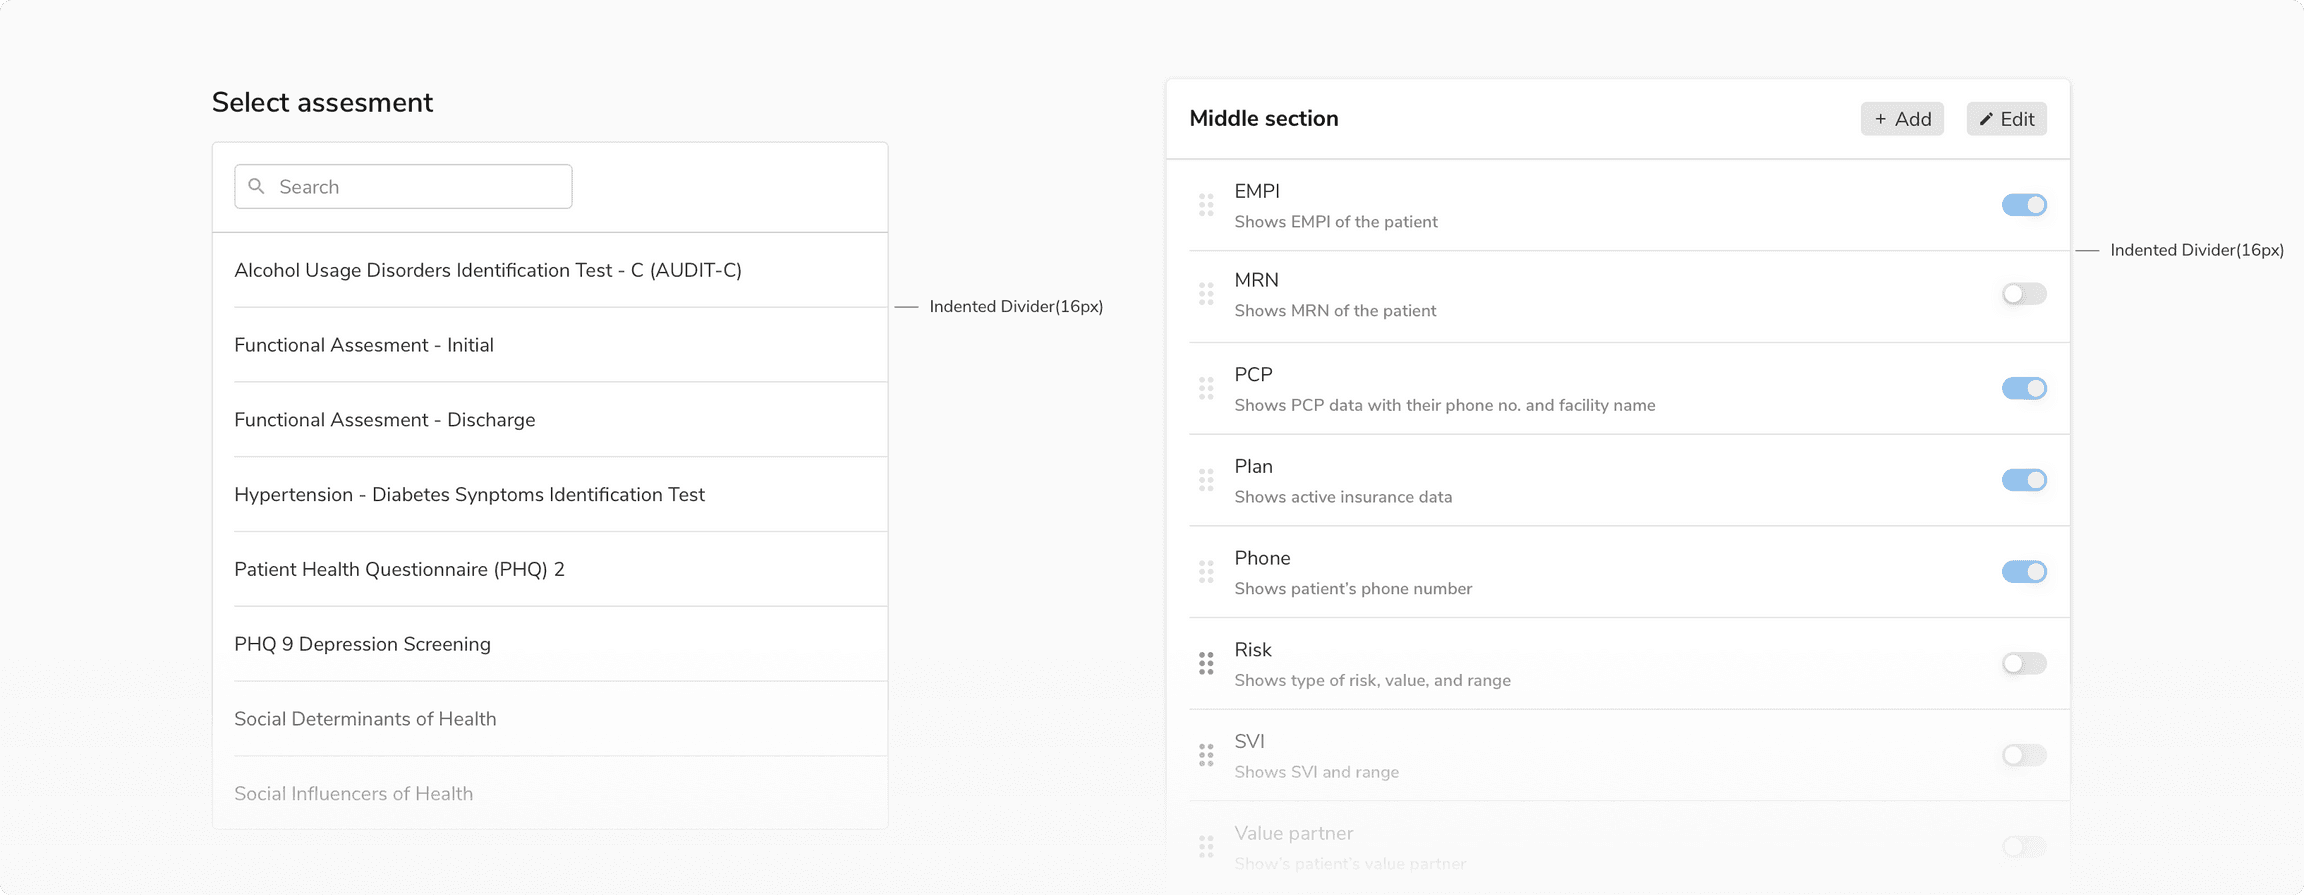 Select assesment
Search
Alcohol Usage Disorders Identification Test - C (AUDIT-C)
Indented Divider(16px)
Functional Assesment - Initial
Functional Assesment - Discharge
Hypertension - Diabetes Synptoms Identification Test
Patient Health Questionnaire (PHQ) 2
PHQ 9 Depression Screening
Social Determinants of Health
Social Influencers of Health
Middle section
+ Add
Edit
EMPI
Shows EMPI of the patient
Indented Divider(16px)
MRN
Shows MRN of the patient
PCP
Shows PCP data with their phone no. and facility name
Plan
Shows active insurance data
Phone
Shows patient's phone number
Risk
Shows type of risk, value, and range
SVI
Shows SVI and range
Value partner
Show's patient's value partner